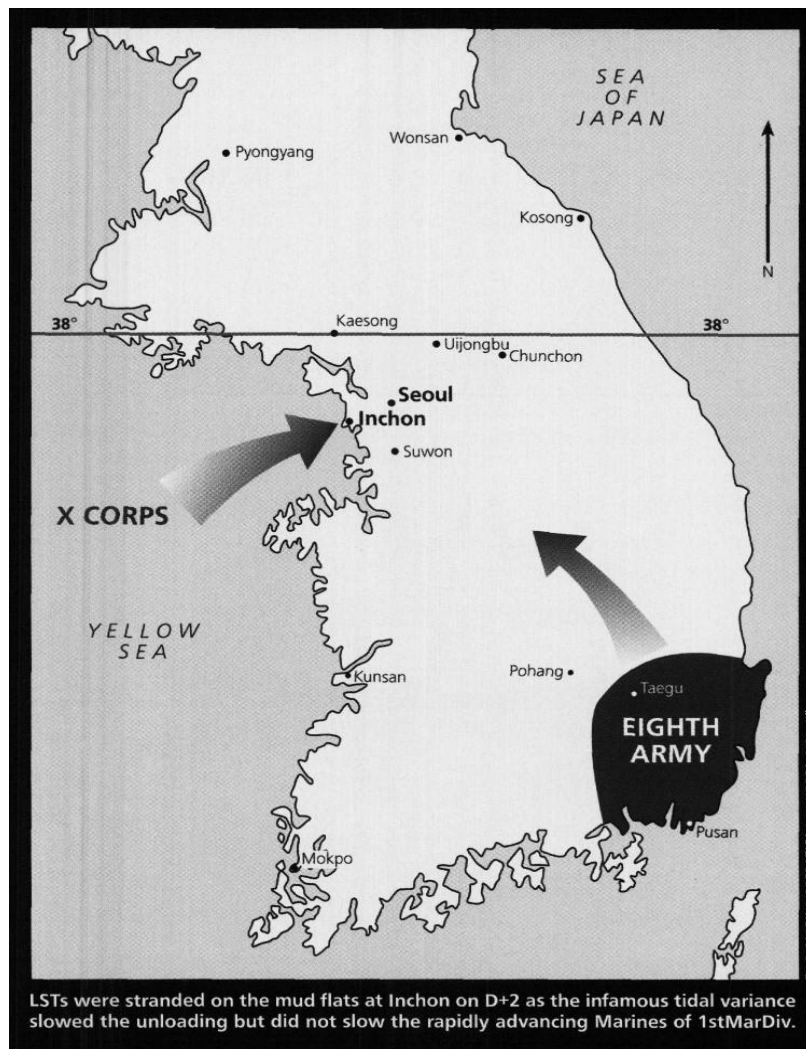 SEA
OF
JAPAN
Wonsan
Pyongyang
Kosong
N
38°
Kaesong
38°
Uijongbu
Chunchon
Seoul
Inchon
Suwon
X CORPS
YELLOW
SEA
Kunsan
Pohang
Taegu
EIGHTH
ARMY
Pusan
Mokpo
LSTs were stranded on the mud flats at Inchon on D+2 as the infamous tidal variance
slowed the unloading but did not slow the rapidly advancing Marines of 1stMarDiv.